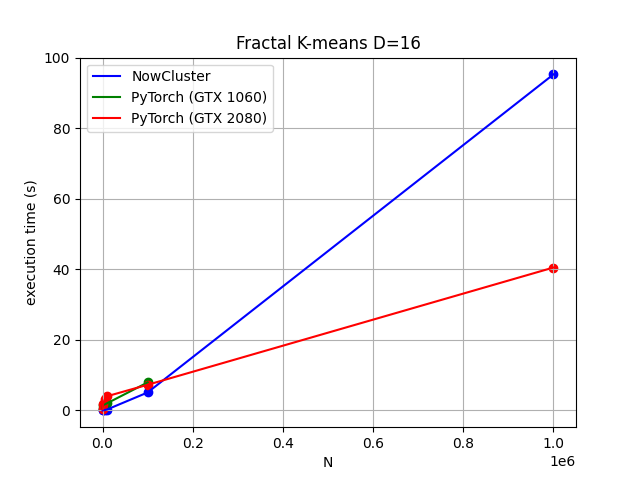 Fractal K-means D=16
NowCluster
PyTorch (GTX 1060)
PyTorch (GTX 2080)
execution time (s)
100
80
60
40
20
0
0.0 0.2 0.4 0.6 0.8 1.0
1e6
N